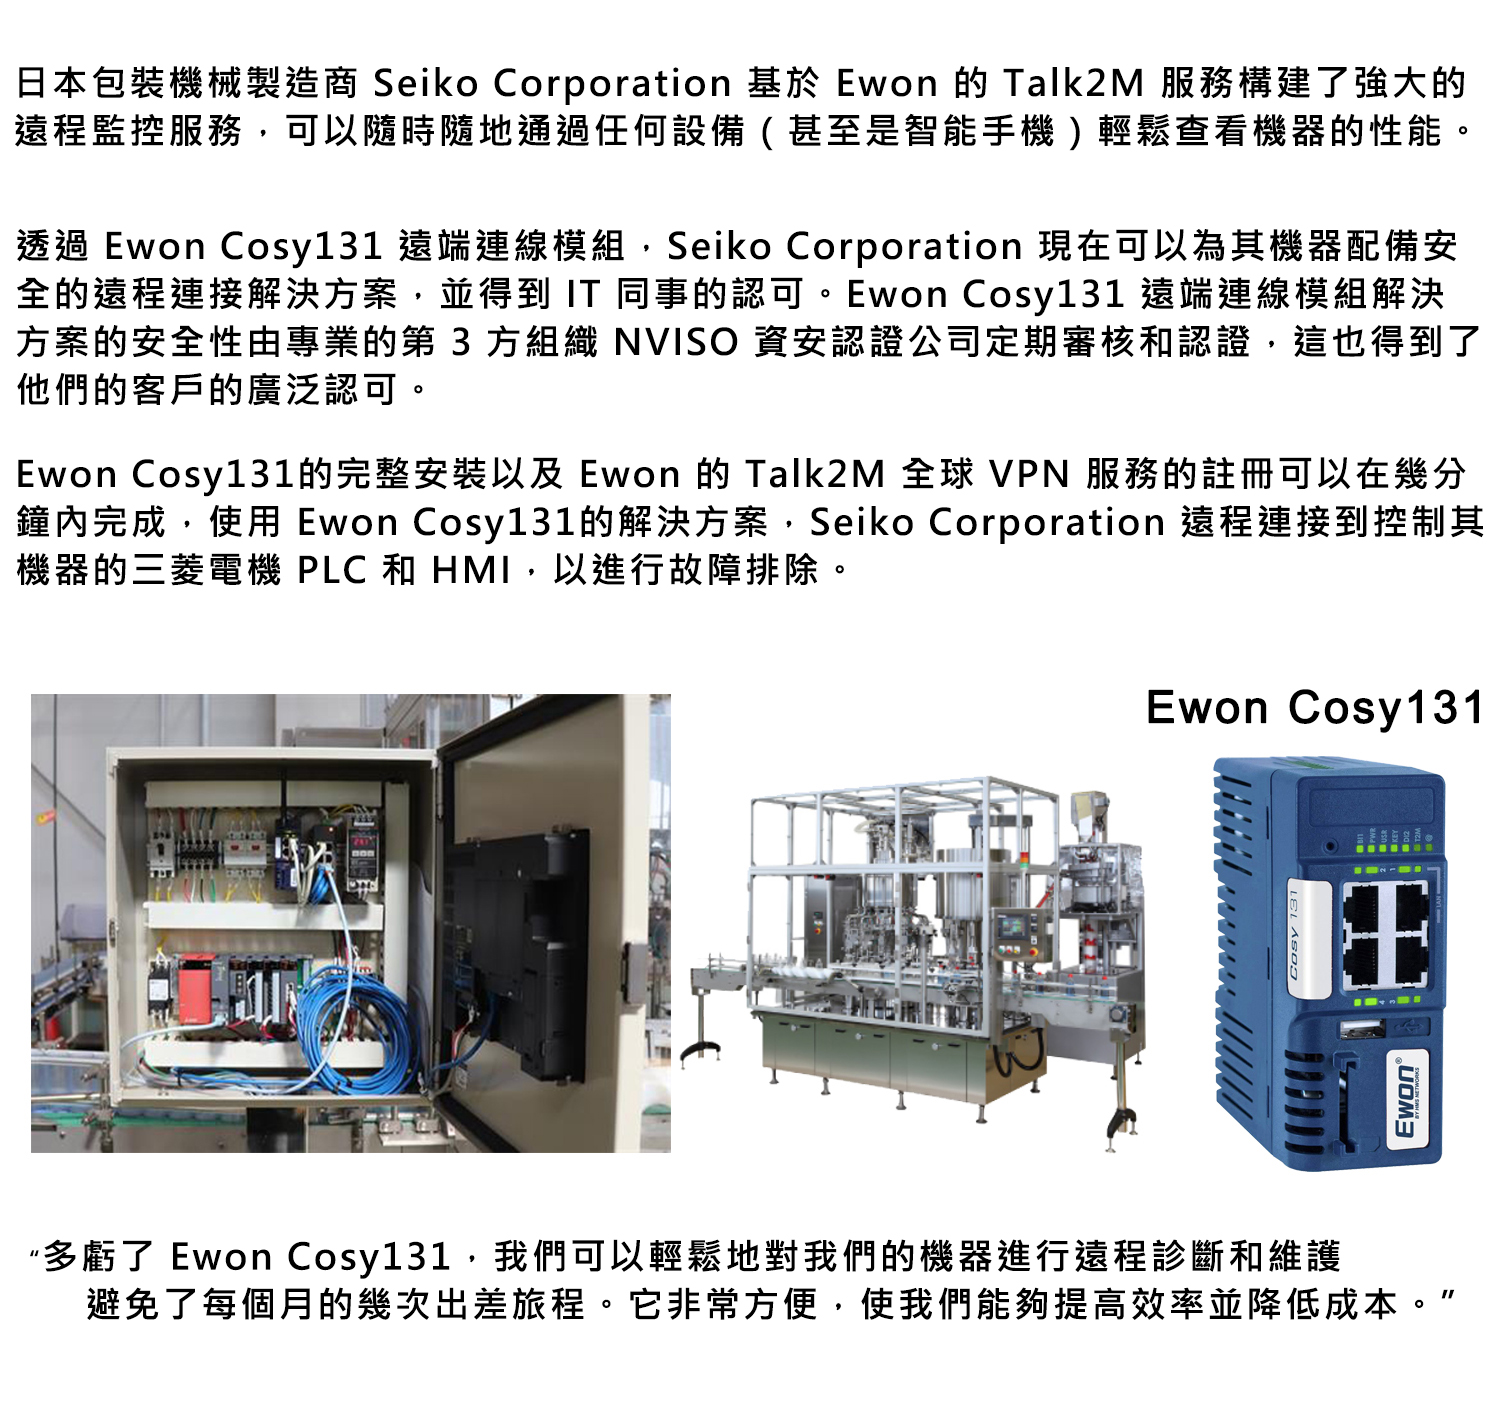 日本包裝機械製造商 Seiko Corporation 基於 Ewon 的 Talk2M 服務構建了強大的
遠程監控服務，可以隨時隨地通過任何設備（甚至是智能手機）輕鬆查看機器的性能。
透過 Ewon Cosy131 遠端連線模組，Seiko Corporation 現在可以為其機器配備安
全的遠程連接解決方案，並得到 IT 同事的認可。Ewon Cosy131 遠端連線模組解決
方案的安全性由專業的第 3 方組織 NVISO 資安認證公司定期審核和認證，這也得到了
他們的客戶的廣泛認可。
Ewon Cosy131的完整安裝以及 Ewon 的 Talk2M 全球 VPN 服務的註冊可以在幾分
鐘內完成，使用 Ewon Cosy131的解決方案，Seiko Corporation 遠程連接到控制其
機器的三菱電機 PLC 和 HMI，以進行故障排除。
Ewon Cosy131
BI1 PWR USR KEY DI2 T2M @
2 1
LAN
Cosy 131
4 3
Ewon®
BY HMS NETWORKS
“多虧了 Ewon Cosy131，我們可以輕鬆地對我們的機器進行遠程診斷和維護
避免了每個月的幾次出差旅程。它非常方便，使我們能夠提高效率並降低成本。”